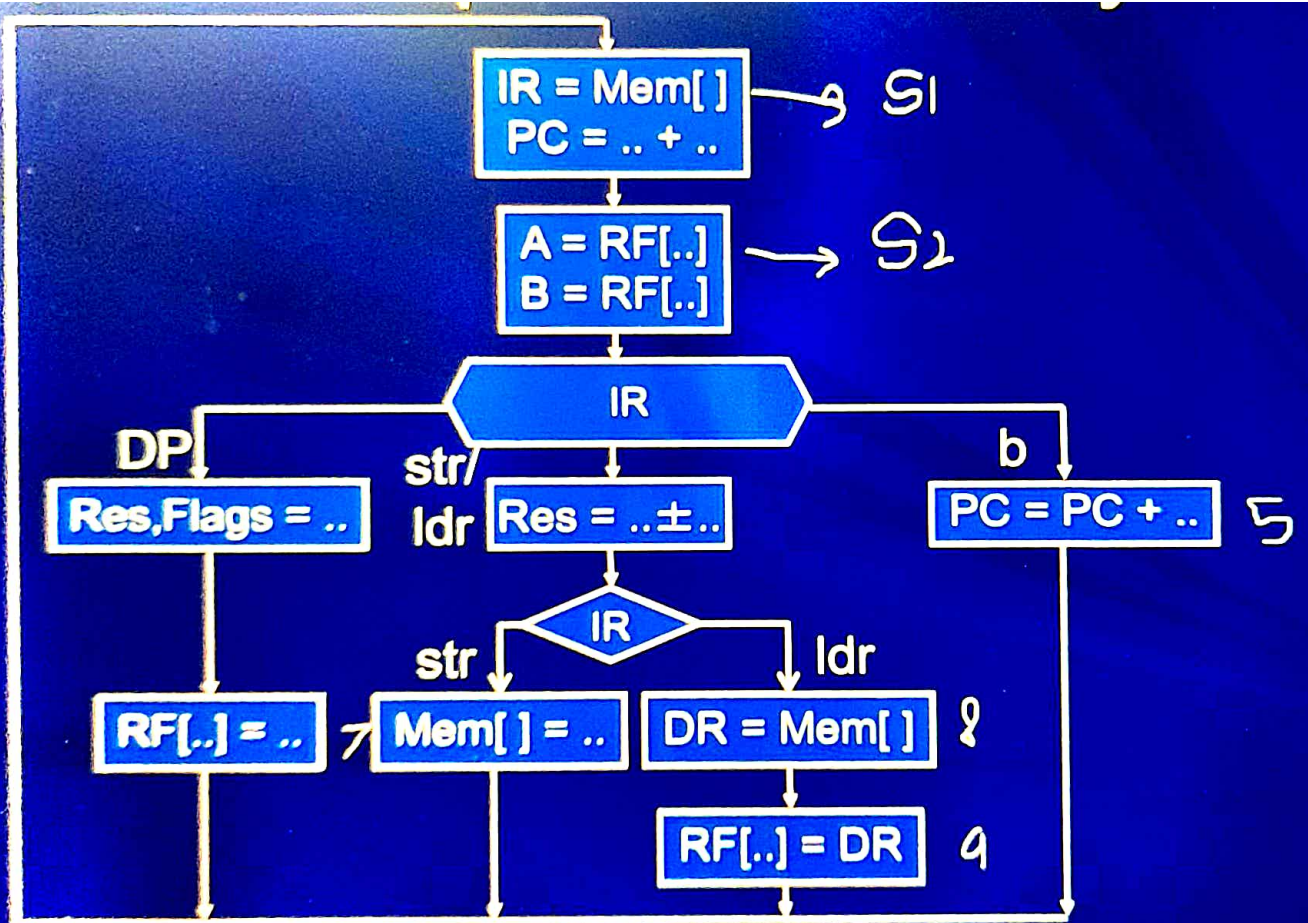 IR = Mem[ ]
PC = .. + ..
S1
A = RF[..]
B = RF[..]
S2
IR
DP
str/
ldr
b
Res,Flags = ..
Res = ..±..
PC = PC + ..
5
IR
str
ldr
RF[..] = ..
7
Mem[ ] = ..
DR = Mem[ ]
8
RF[..] = DR
9